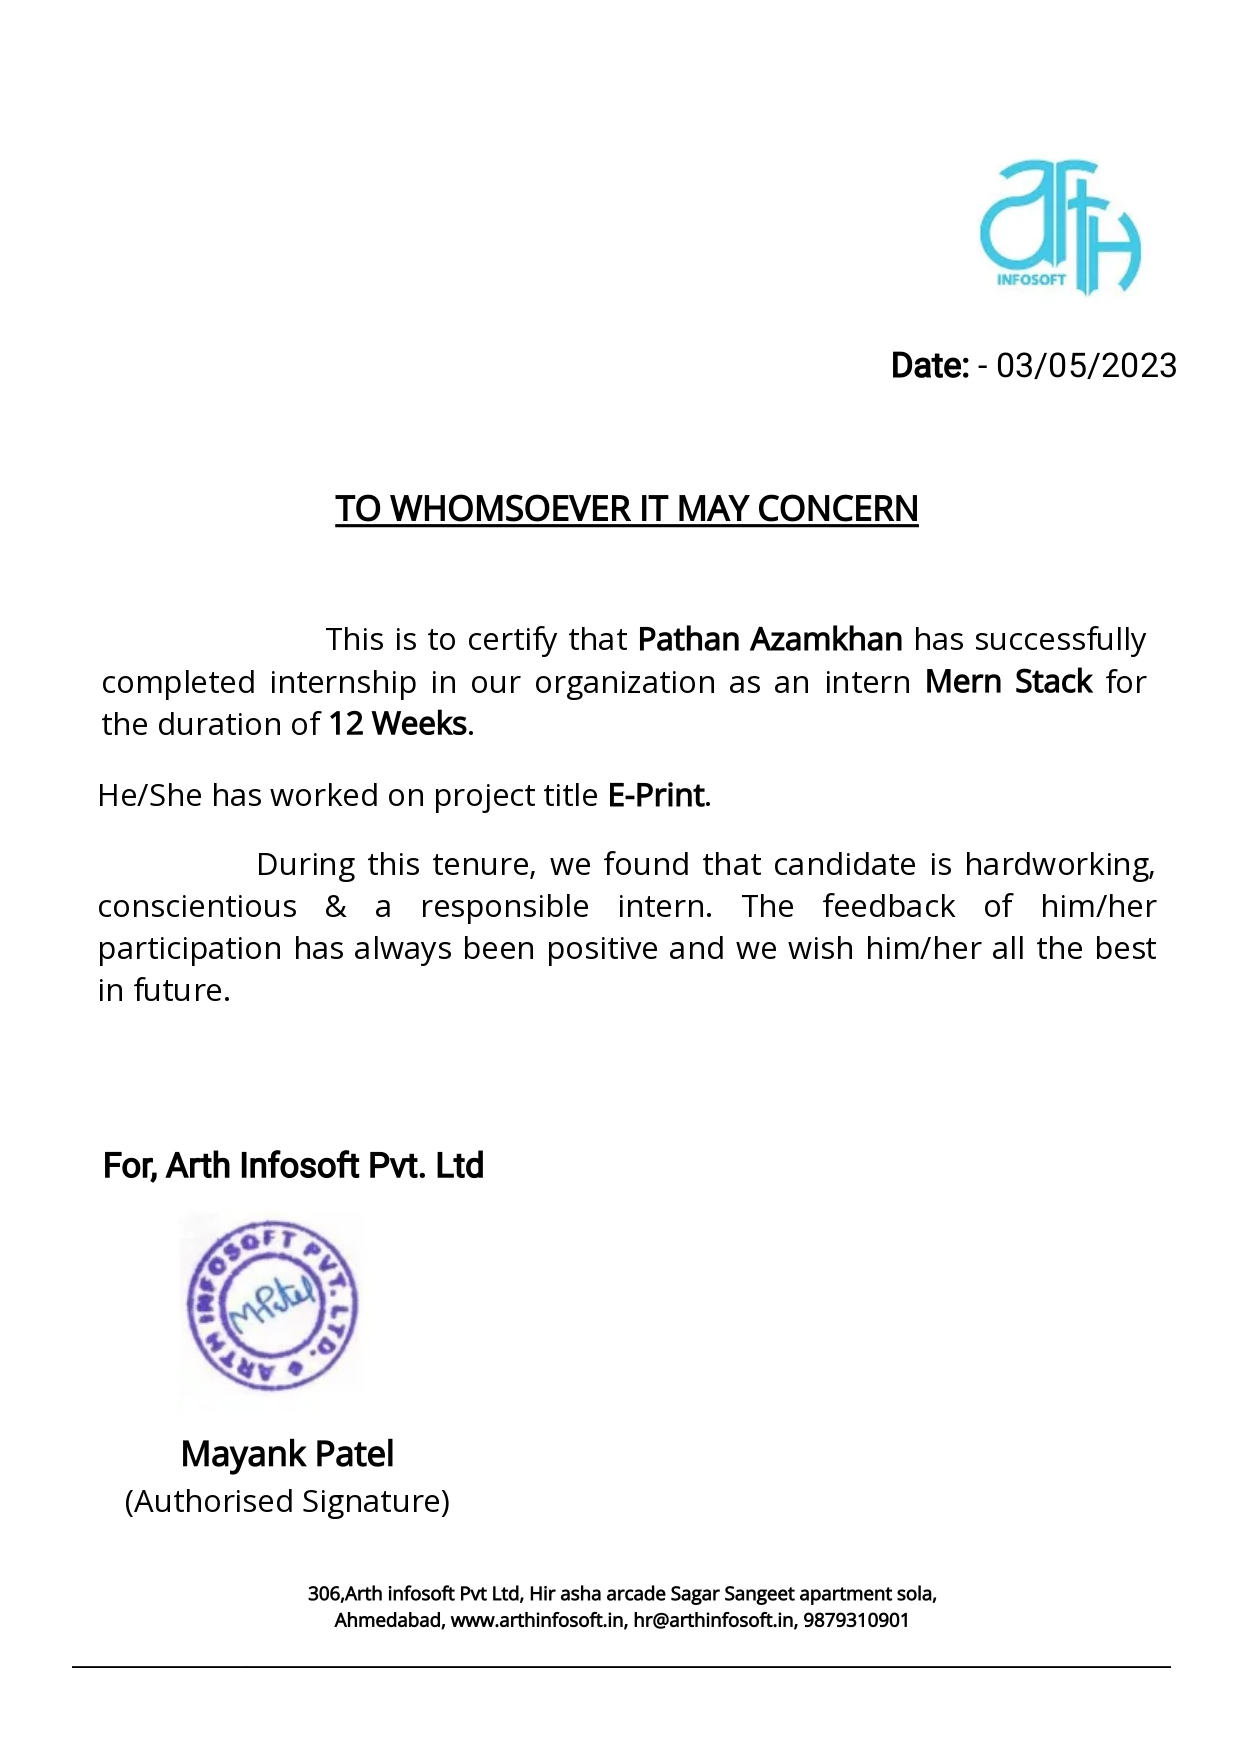 arth
INFOSOFT
Date: - 03/05/2023
TO WHOMSOEVER IT MAY CONCERN
This is to certify that Pathan Azamkhan has successfully
completed internship in our organization as an intern Mern Stack for
the duration of 12 Weeks.
He/She has worked on project title E-Print.
During this tenure, we found that candidate is hardworking,
conscientious & a responsible intern. The feedback of him/her
participation has always been positive and we wish him/her all the best
in future.
For, Arth Infosoft Pvt. Ltd
ARTH INFOSOFT PVT. LTD.
MPatel
Mayank Patel
(Authorised Signature)
306,Arth infosoft Pvt Ltd, Hir asha arcade Sagar Sangeet apartment sola,
Ahmedabad, www.arthinfosoft.in, hr@arthinfosoft.in, 9879310901